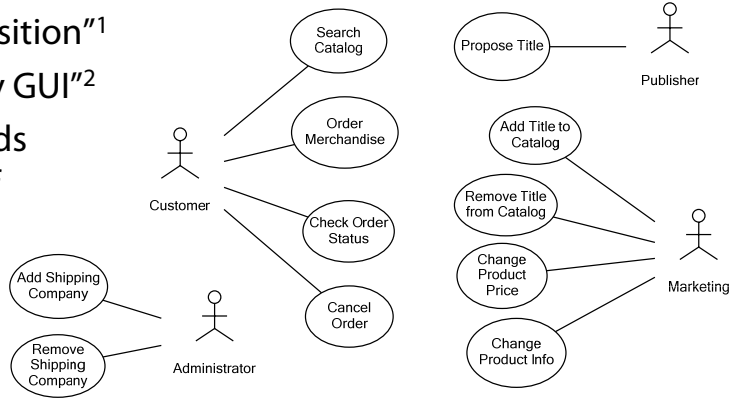 sition”¹
y GUI”²
ds
Search
Catalog
Order
Merchandise
Customer
Check Order
Status
Cancel
Order
Add Shipping
Company
Remove
Shipping
Company
Administrator
Propose Title
Publisher
Add Title to
Catalog
Remove Title
from Catalog
Change
Product
Price
Marketing
Change
Product Info